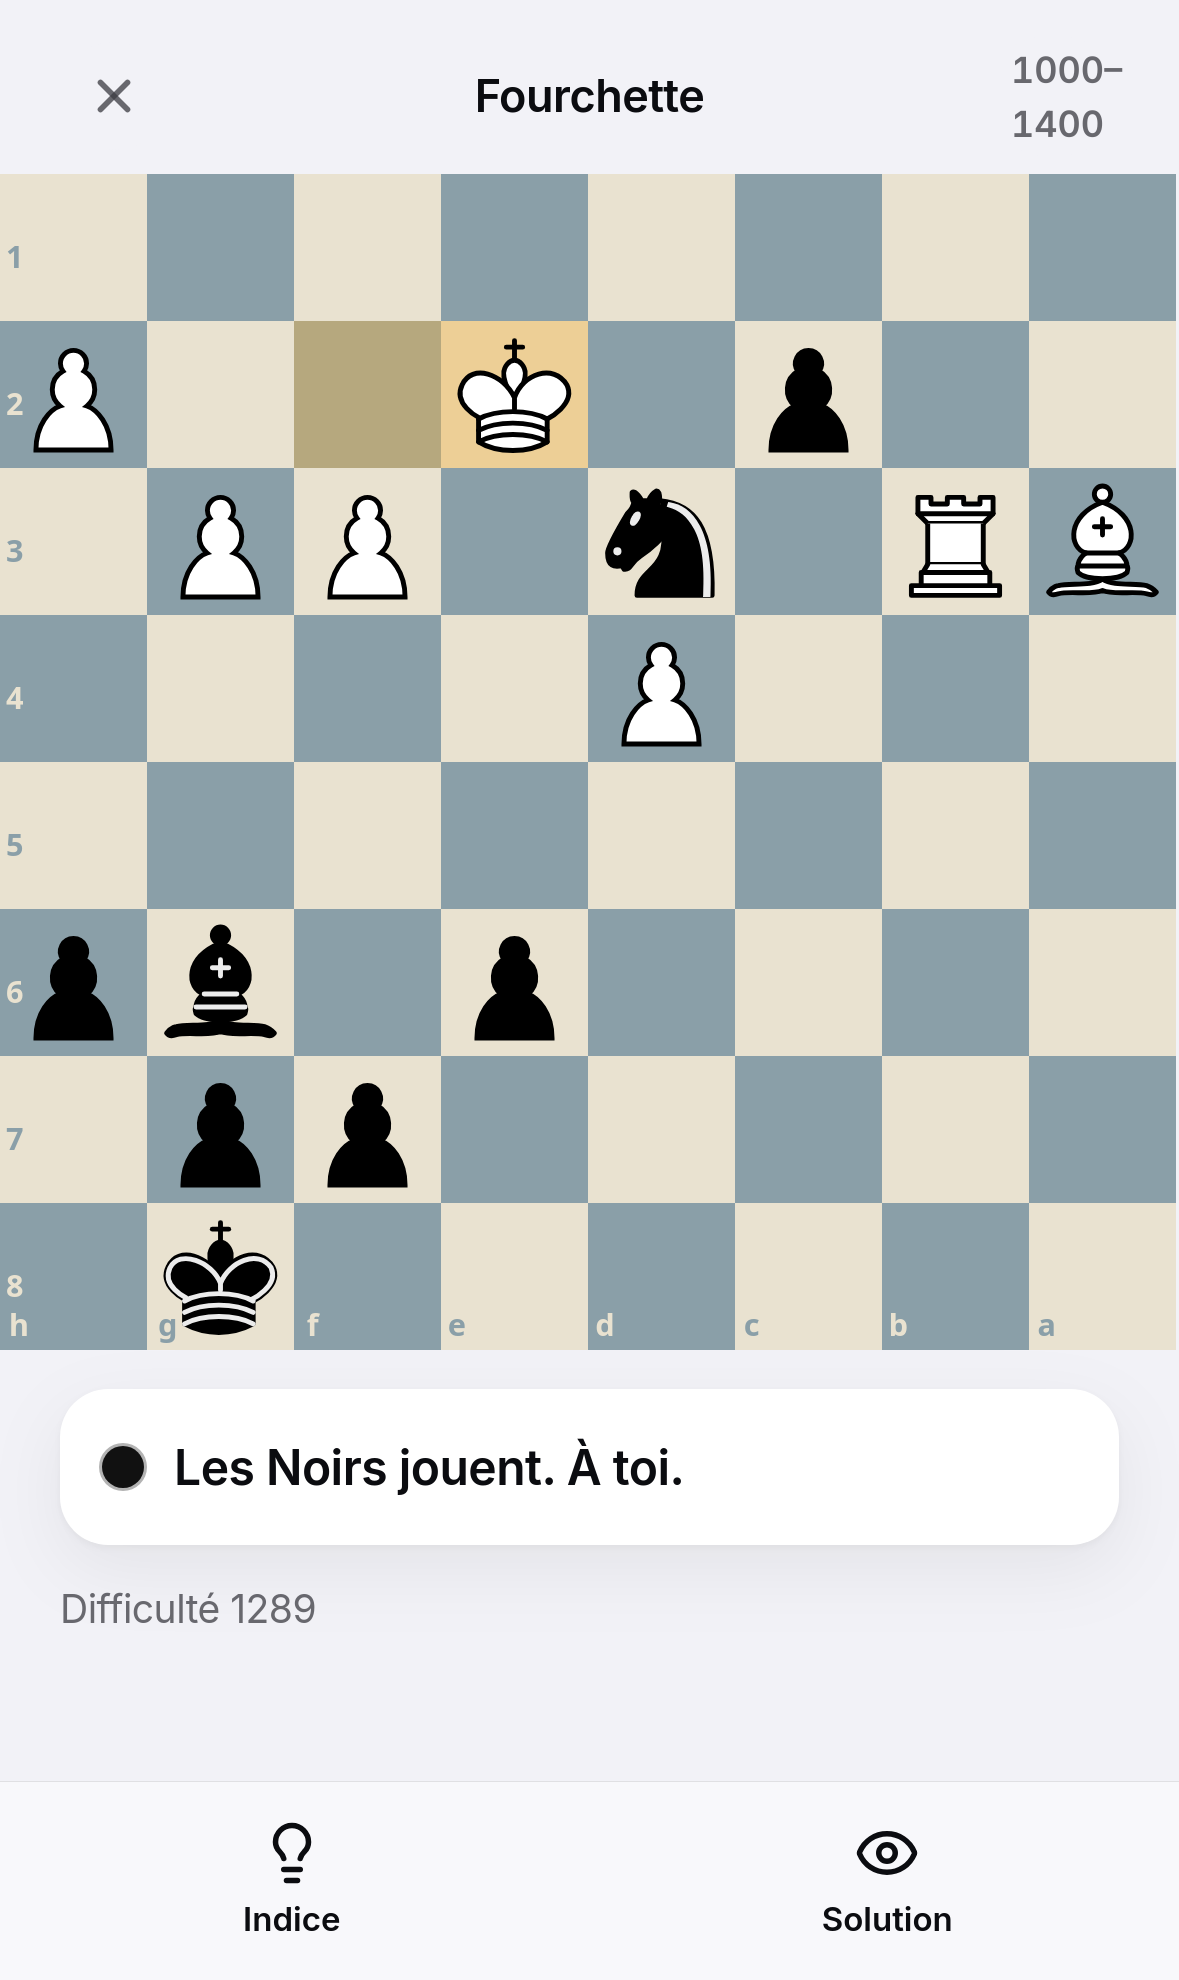 Fourchette
1000–
1400
1
2
3
4
5
6
7
8
h g f e d c b a
Les Noirs jouent. À toi.
Difficulté 1289
Indice Solution